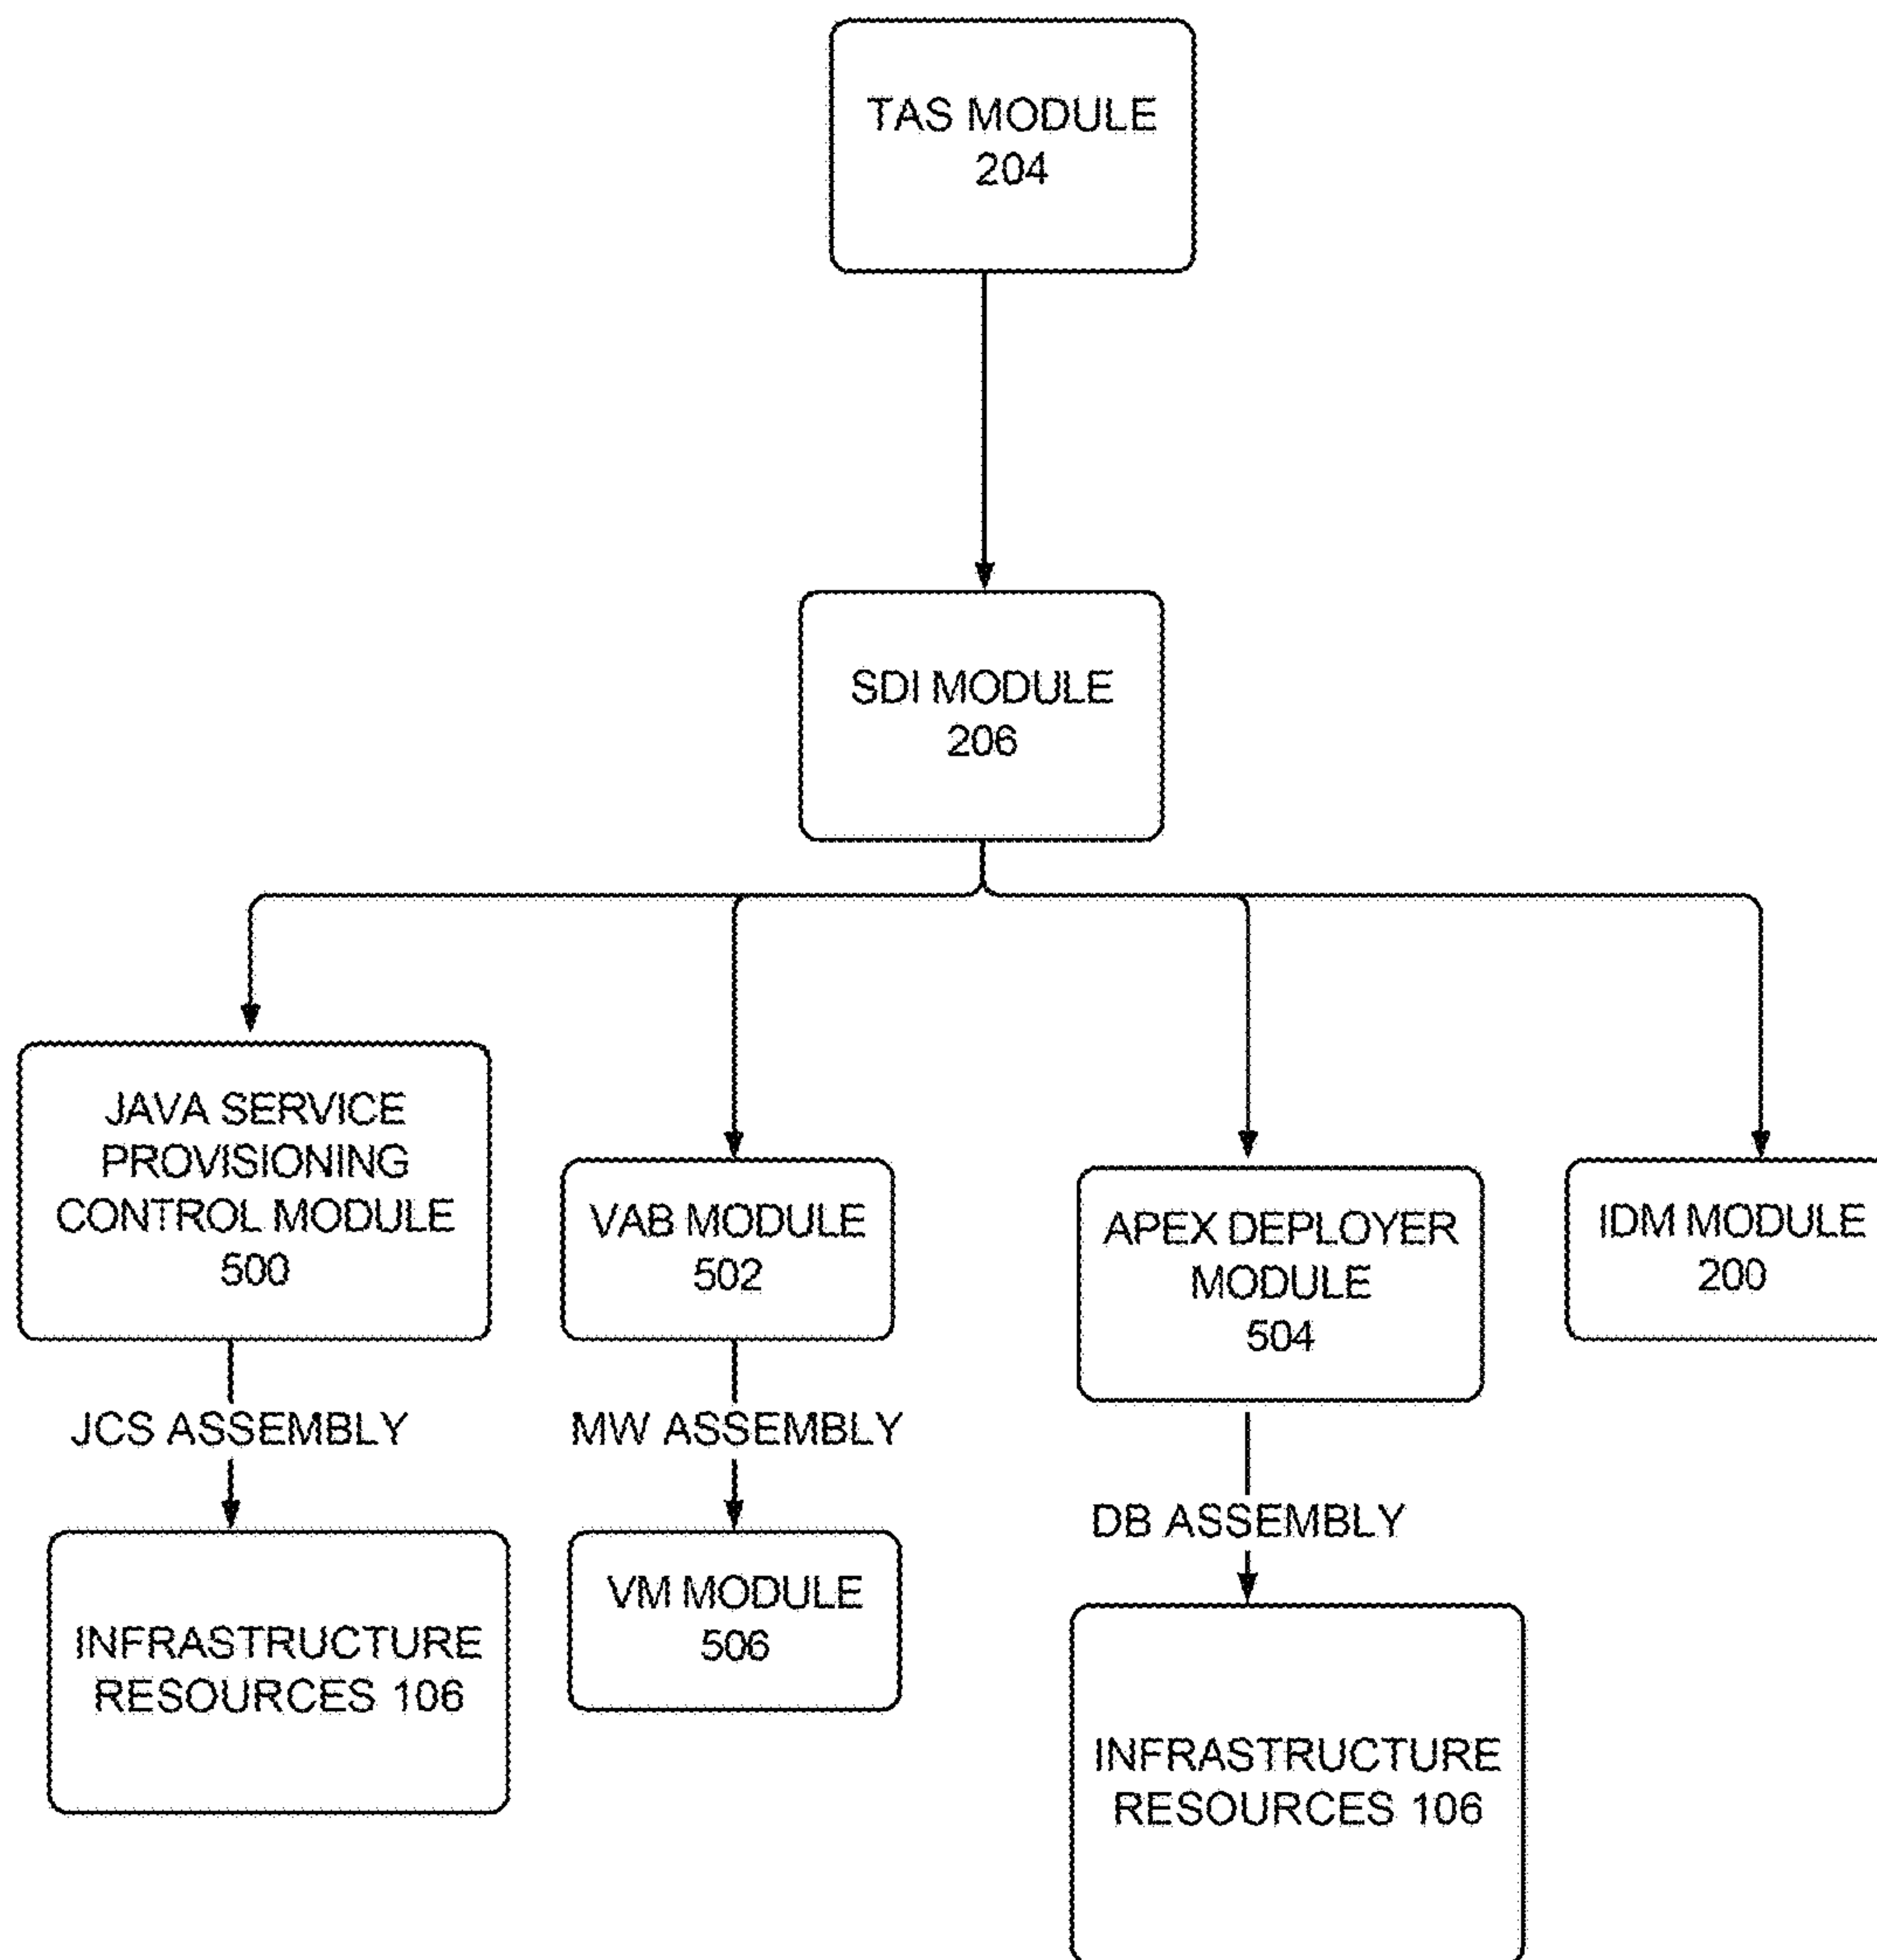 TAS MODULE
204
SDI MODULE
206
JAVA SERVICE
PROVISIONING
CONTROL MODULE
500
VAB MODULE
502
APEX DEPLOYER
MODULE
504
IDM MODULE
200
JCS ASSEMBLY
MW ASSEMBLY
DB ASSEMBLY
INFRASTRUCTURE
RESOURCES 106
VM MODULE
506
INFRASTRUCTURE
RESOURCES 106